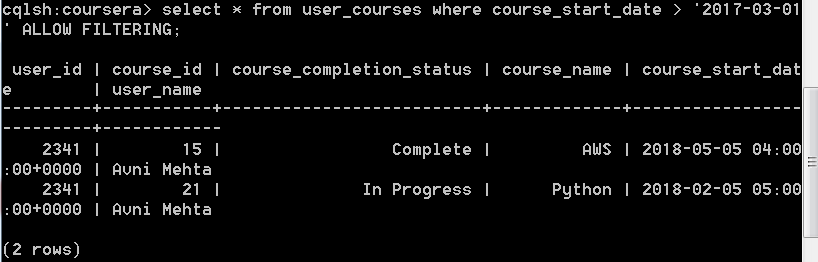 cqlsh:coursera> select * from user_courses where course_start_date > '2017-03-01
' ALLOW FILTERING;
 user_id | course_id | course_completion_status | course_name | course_start_dat
e        | user_name
---------+-----------+--------------------------+-------------+-----------------
---------+------------
    2341 |        15 |                 Complete |         AWS | 2018-05-05 04:00
:00+0000 | Avni Mehta
    2341 |        21 |              In Progress |      Python | 2018-02-05 05:00
:00+0000 | Avni Mehta
(2 rows)